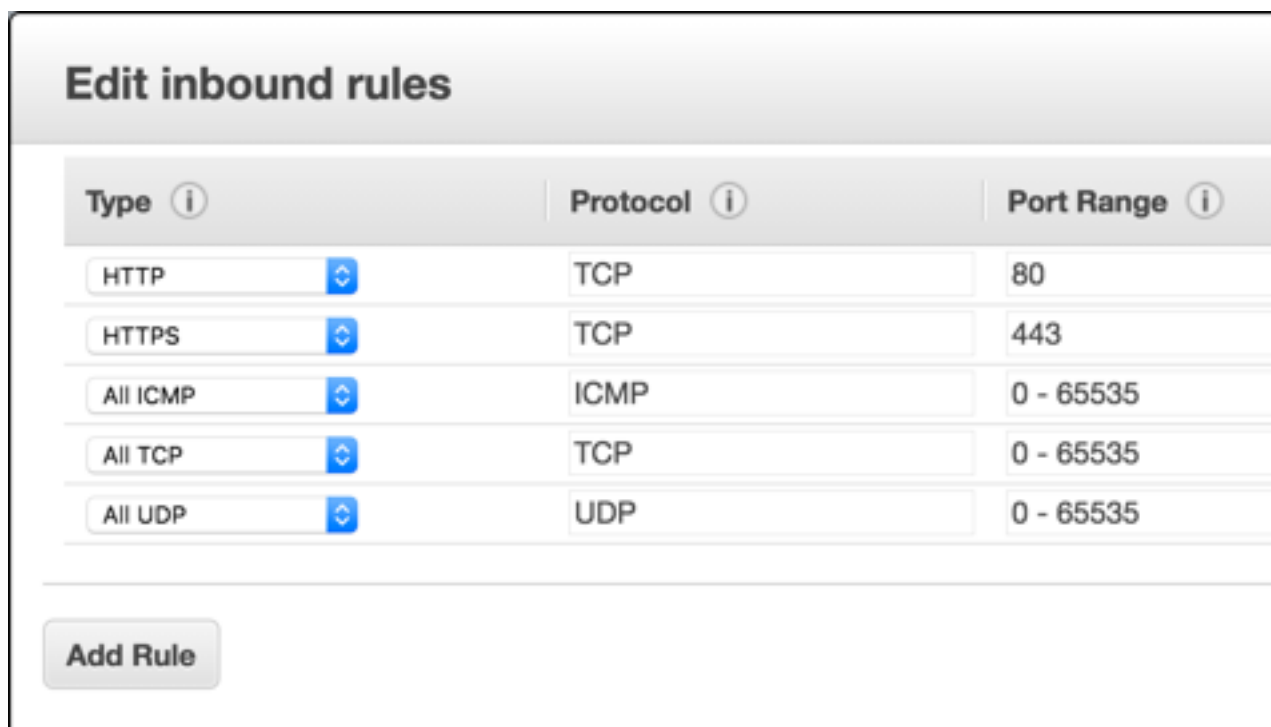 Edit inbound rules
Type Protocol Port Range
HTTP TCP 80
HTTPS TCP 443
All ICMP ICMP 0 - 65535
All TCP TCP 0 - 65535
All UDP UDP 0 - 65535
Add Rule